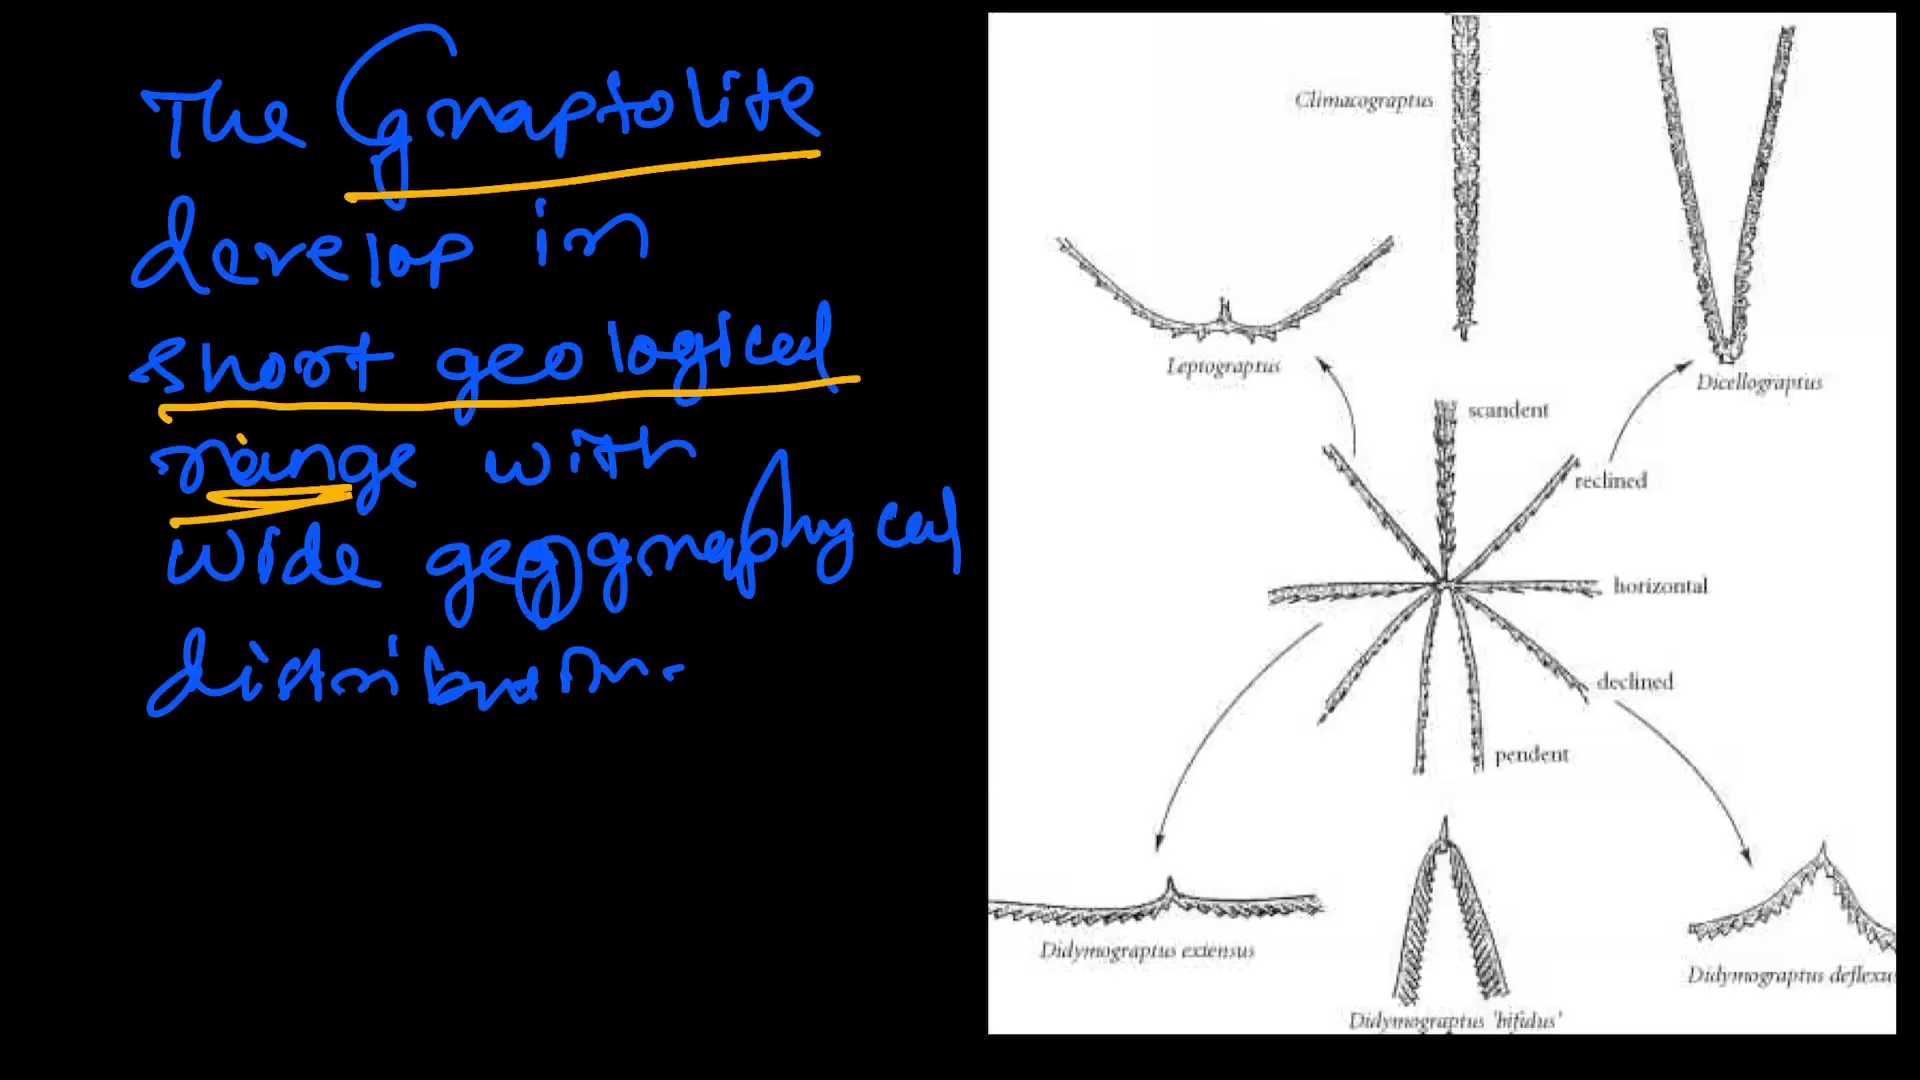 The Graptolite
develop in
short geological
range with
wide geographycal
distribution.
Climacograptus
Leptograptus
Dicellograptus
scandent
reclined
horizontal
declined
pendent
Didymograptus extensus
Didymograptus deflexu
Didymograptus 'bifidus'